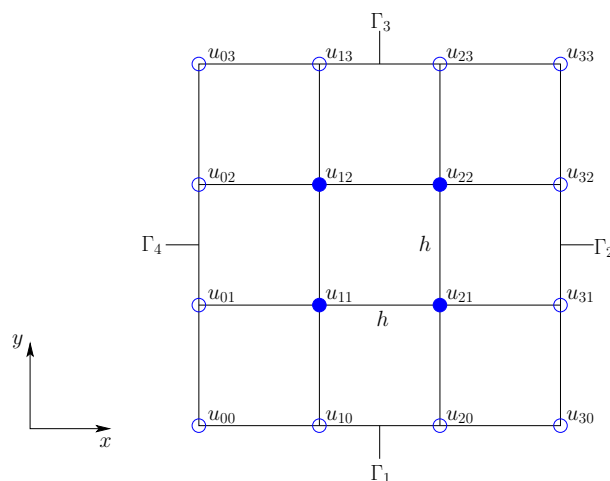 Γ₃
u₀₃ u₁₃ u₂₃ u₃₃
u₀₂ u₁₂ u₂₂ u₃₂
Γ₄ h Γ₂
u₀₁ u₁₁ u₂₁ u₃₁
h
y
u₀₀ u₁₀ u₂₀ u₃₀
x
Γ₁